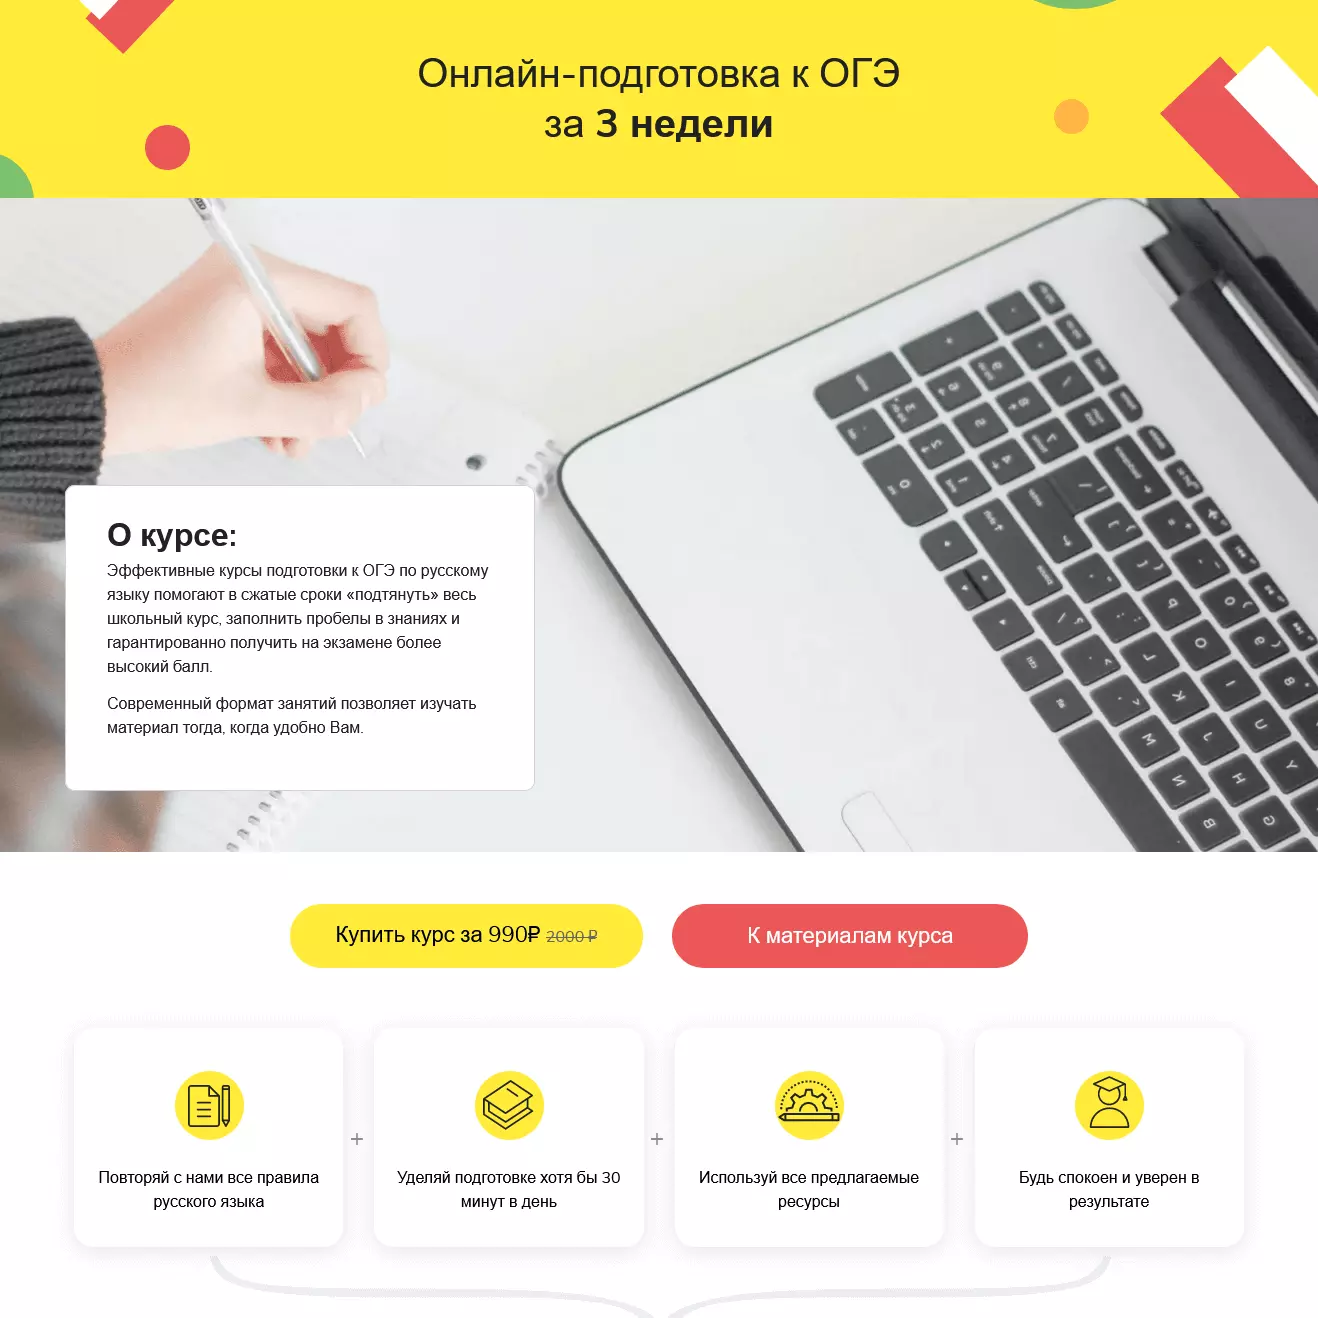 Онлайн-подготовка к ОГЭ
за 3 недели
О курсе:
Эффективные курсы подготовки к ОГЭ по русскому
языку помогают в сжатые сроки «подтянуть» весь
школьный курс, заполнить пробелы в знаниях и
гарантированно получить на экзамене более
высокий балл.
Современный формат занятий позволяет изучать
материал тогда, когда удобно Вам.
Купить курс за 990₽ 2000 ₽
К материалам курса
Повторяй с нами все правила
русского языка
+
Уделяй подготовке хотя бы 30
минут в день
+
Используй все предлагаемые
ресурсы
+
Будь спокоен и уверен в
результате